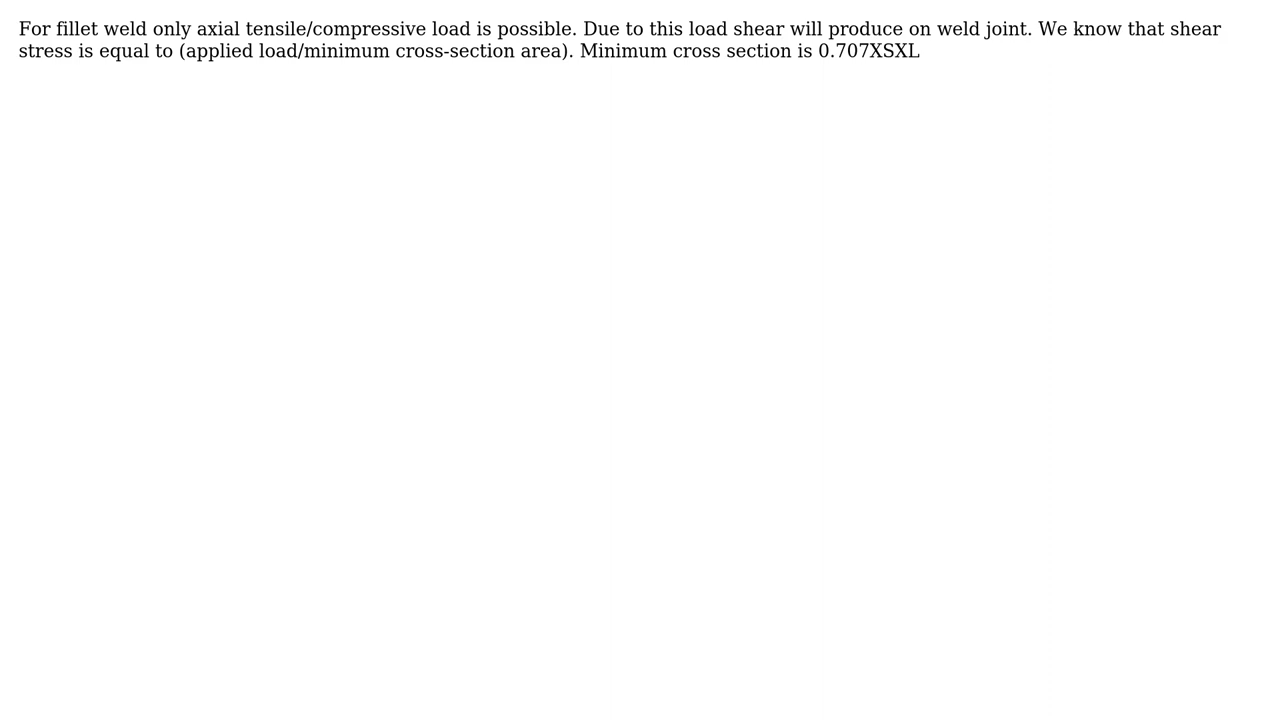 For fillet weld only axial tensile/compressive load is possible. Due to this load shear will produce on weld joint. We know that shear
stress is equal to (applied load/minimum cross-section area). Minimum cross section is 0.707XSXL